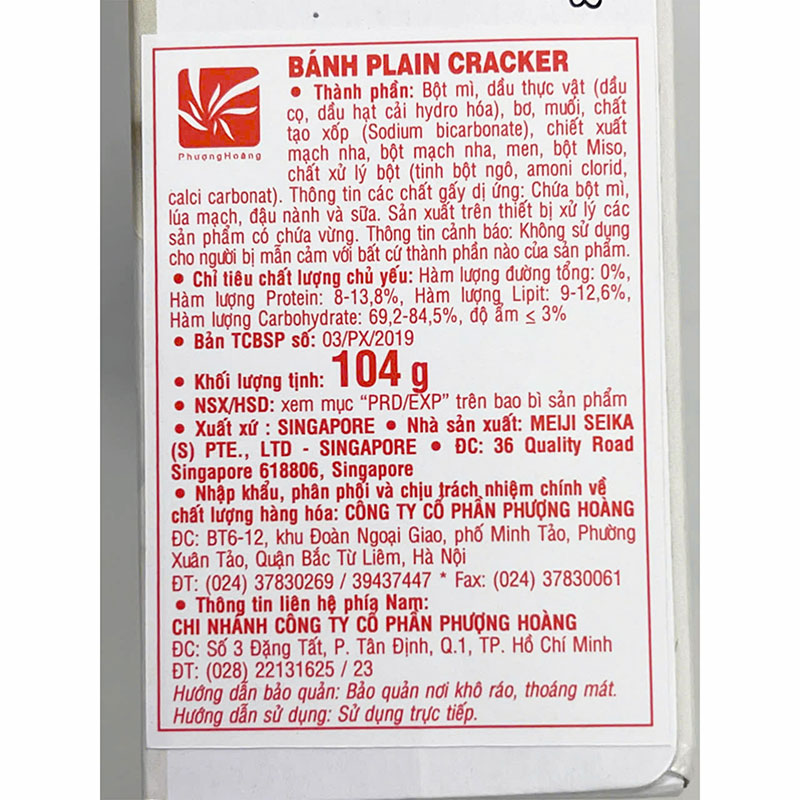 BÁNH PLAIN CRACKER
PhượngHoàng
• Thành phần: Bột mì, dầu thực vật (dầu
cọ, dầu hạt cải hydro hóa), bơ, muối, chất
tạo xốp (Sodium bicarbonate), chiết xuất
mạch nha, bột mạch nha, men, bột Miso,
chất xử lý bột (tinh bột ngô, amoni clorid,
calci carbonat). Thông tin các chất gấy dị ứng: Chứa bột mì,
lúa mạch, đậu nành và sữa. Sản xuất trên thiết bị xử lý các
sản phẩm có chứa vừng. Thông tin cảnh báo: Không sử dụng
cho người bị mẫn cảm với bất cứ thành phần nào của sản phẩm.
• Chỉ tiêu chất lượng chủ yếu: Hàm lượng đường tổng: 0%,
Hàm lượng Protein: 8-13,8%, Hàm lượng Lipit: 9-12,6%,
Hàm lượng Carbohydrate: 69,2-84,5%, độ ẩm ≤ 3%
• Bản TCBSP số: 03/PX/2019
• Khối lượng tịnh: 104 g
• NSX/HSD: xem mục “PRD/EXP” trên bao bì sản phẩm
• Xuất xứ : SINGAPORE • Nhà sản xuất: MEIJI SEIKA
(S) PTE., LTD - SINGAPORE • ĐC: 36 Quality Road
Singapore 618806, Singapore
• Nhập khẩu, phân phối và chịu trách nhiệm chính về
chất lượng hàng hóa: CÔNG TY CỔ PHẦN PHƯỢNG HOÀNG
ĐC: BT6-12, khu Đoàn Ngoại Giao, phố Minh Tảo, Phường
Xuân Tảo, Quận Bắc Từ Liêm, Hà Nội
ĐT: (024) 37830269 / 39437447 * Fax: (024) 37830061
• Thông tin liên hệ phía Nam:
CHI NHÁNH CÔNG TY CỔ PHẦN PHƯỢNG HOÀNG
ĐC: Số 3 Đặng Tất, P. Tân Định, Q.1, TP. Hồ Chí Minh
ĐT: (028) 22131625 / 23
Hướng dẫn bảo quản: Bảo quản nơi khô ráo, thoáng mát.
Hướng dẫn sử dụng: Sử dụng trực tiếp.